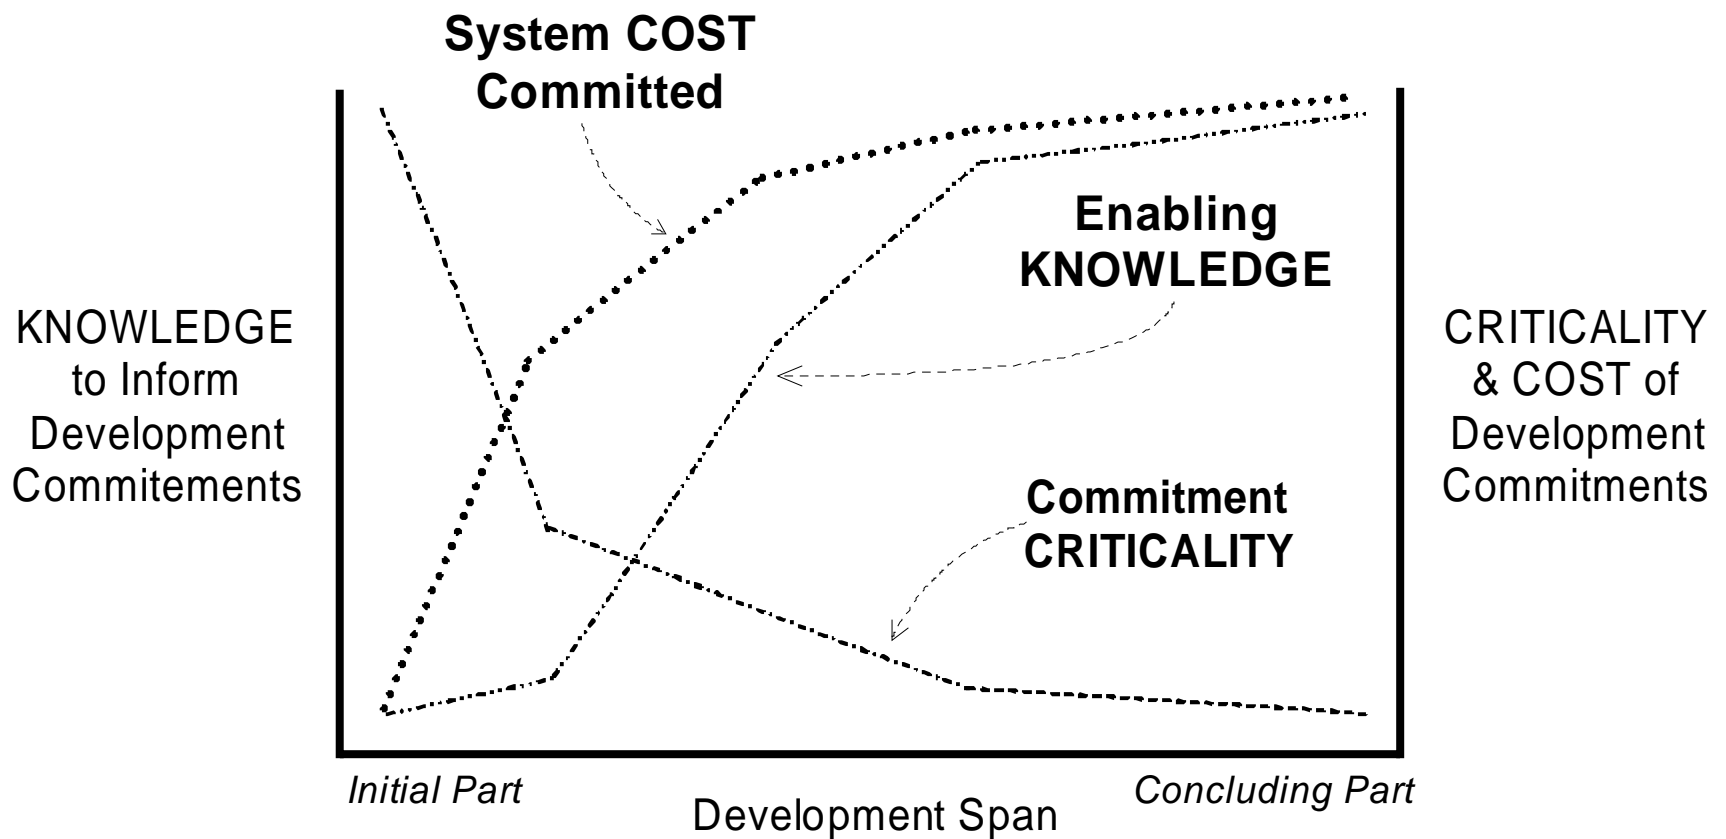 System COST
Committed
Enabling
KNOWLEDGE
KNOWLEDGE
to Inform
Development
Commitements
CRITICALITY
& COST of
Development
Commitments
Commitment
CRITICALITY
Initial Part
Concluding Part
Development Span